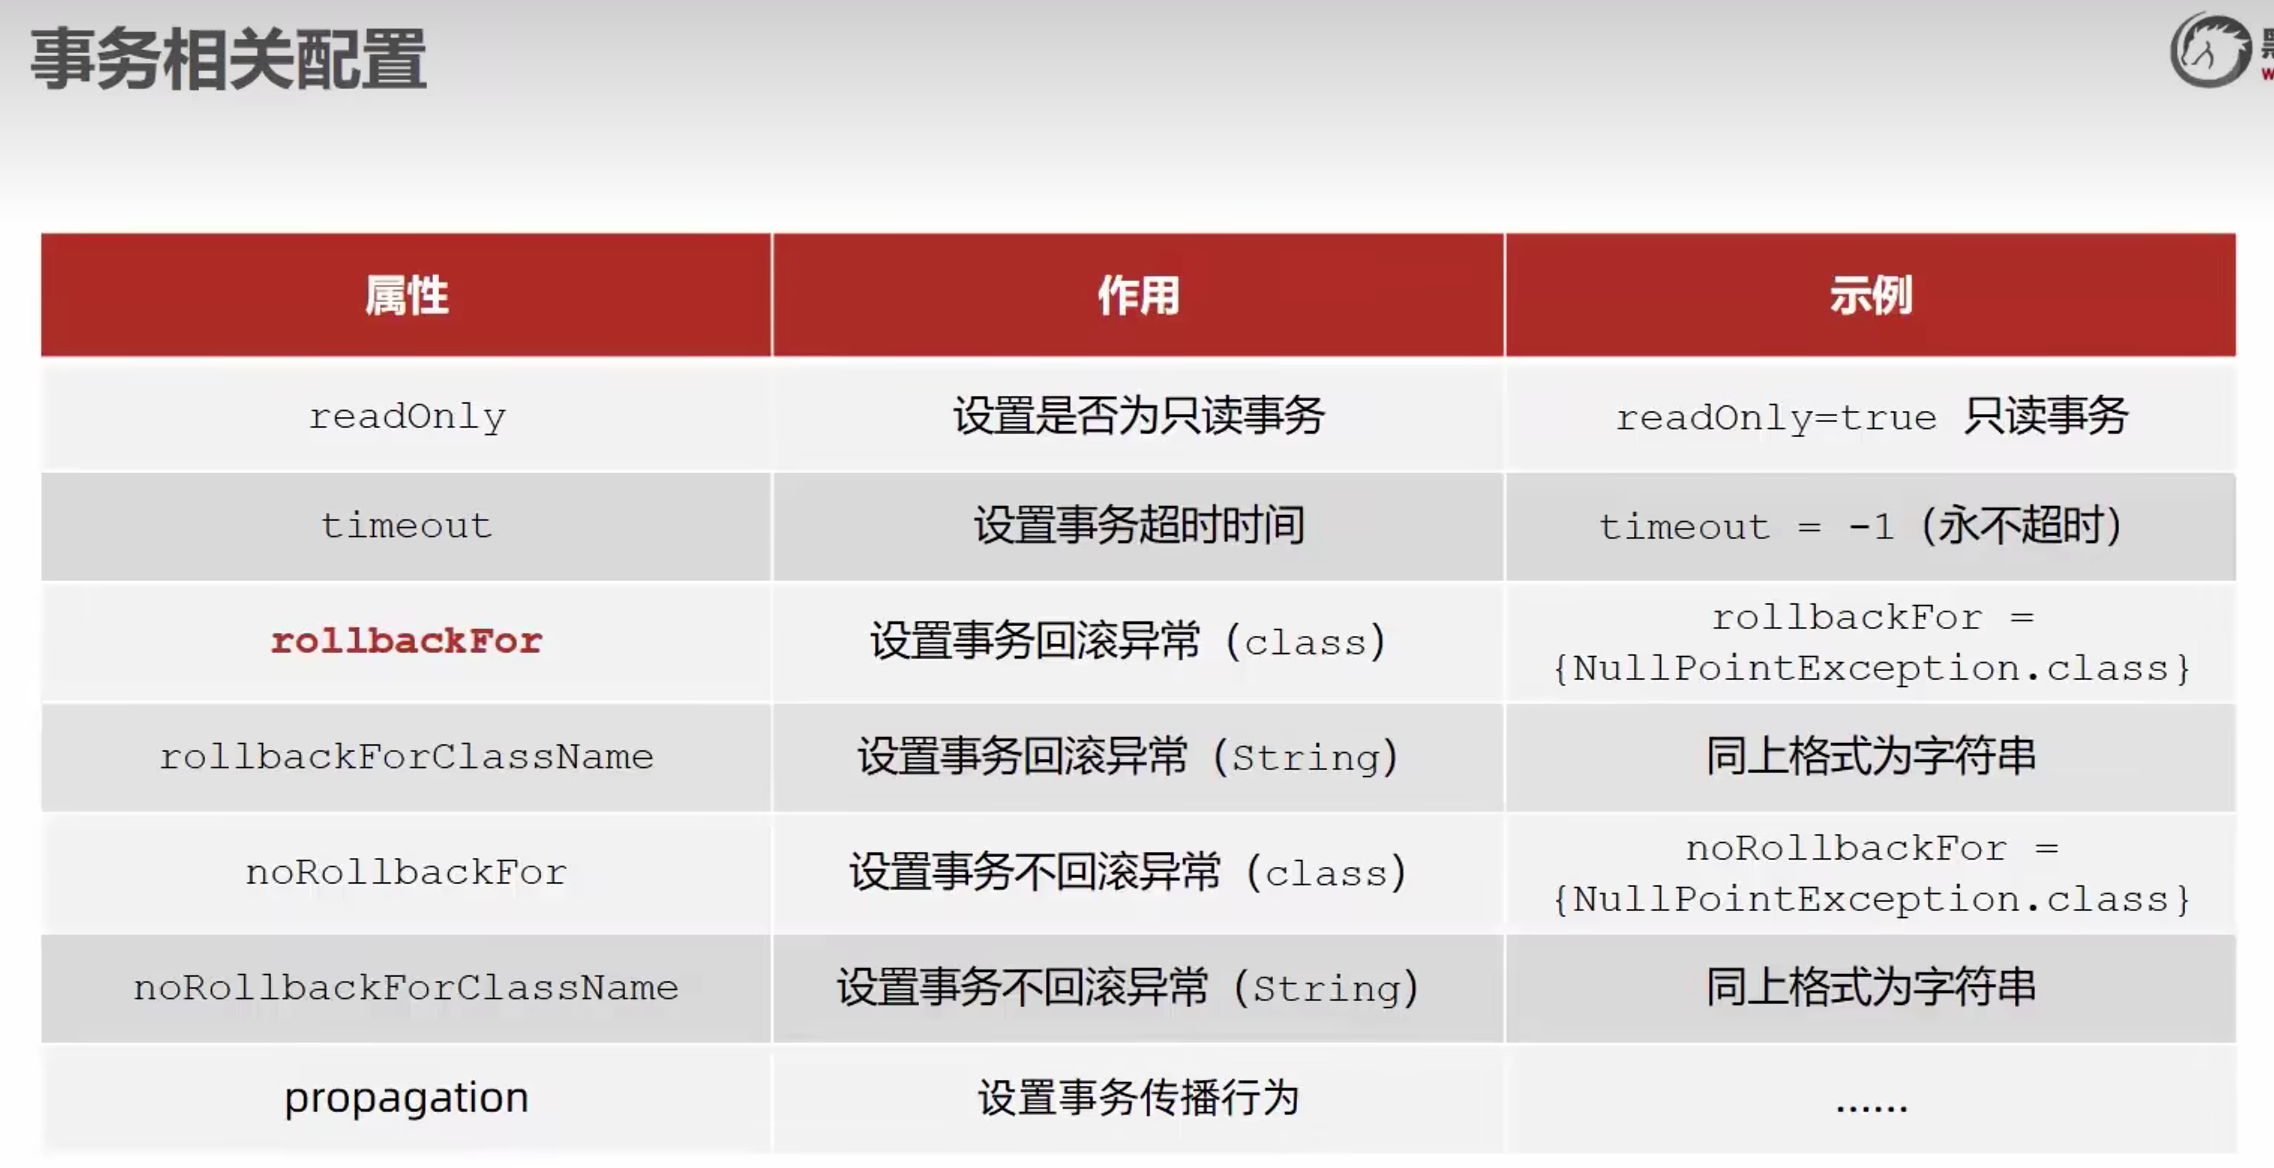 事务相关配置
属性 作用 示例
readOnly 设置是否为只读事务 readOnly=true 只读事务
timeout 设置事务超时时间 timeout = -1（永不超时）
rollbackFor 设置事务回滚异常（class） rollbackFor =
{NullPointException.class}
rollbackForClassName 设置事务回滚异常（String） 同上格式为字符串
noRollbackFor 设置事务不回滚异常（class） noRollbackFor =
{NullPointException.class}
noRollbackForClassName 设置事务不回滚异常（String） 同上格式为字符串
propagation 设置事务传播行为 ……